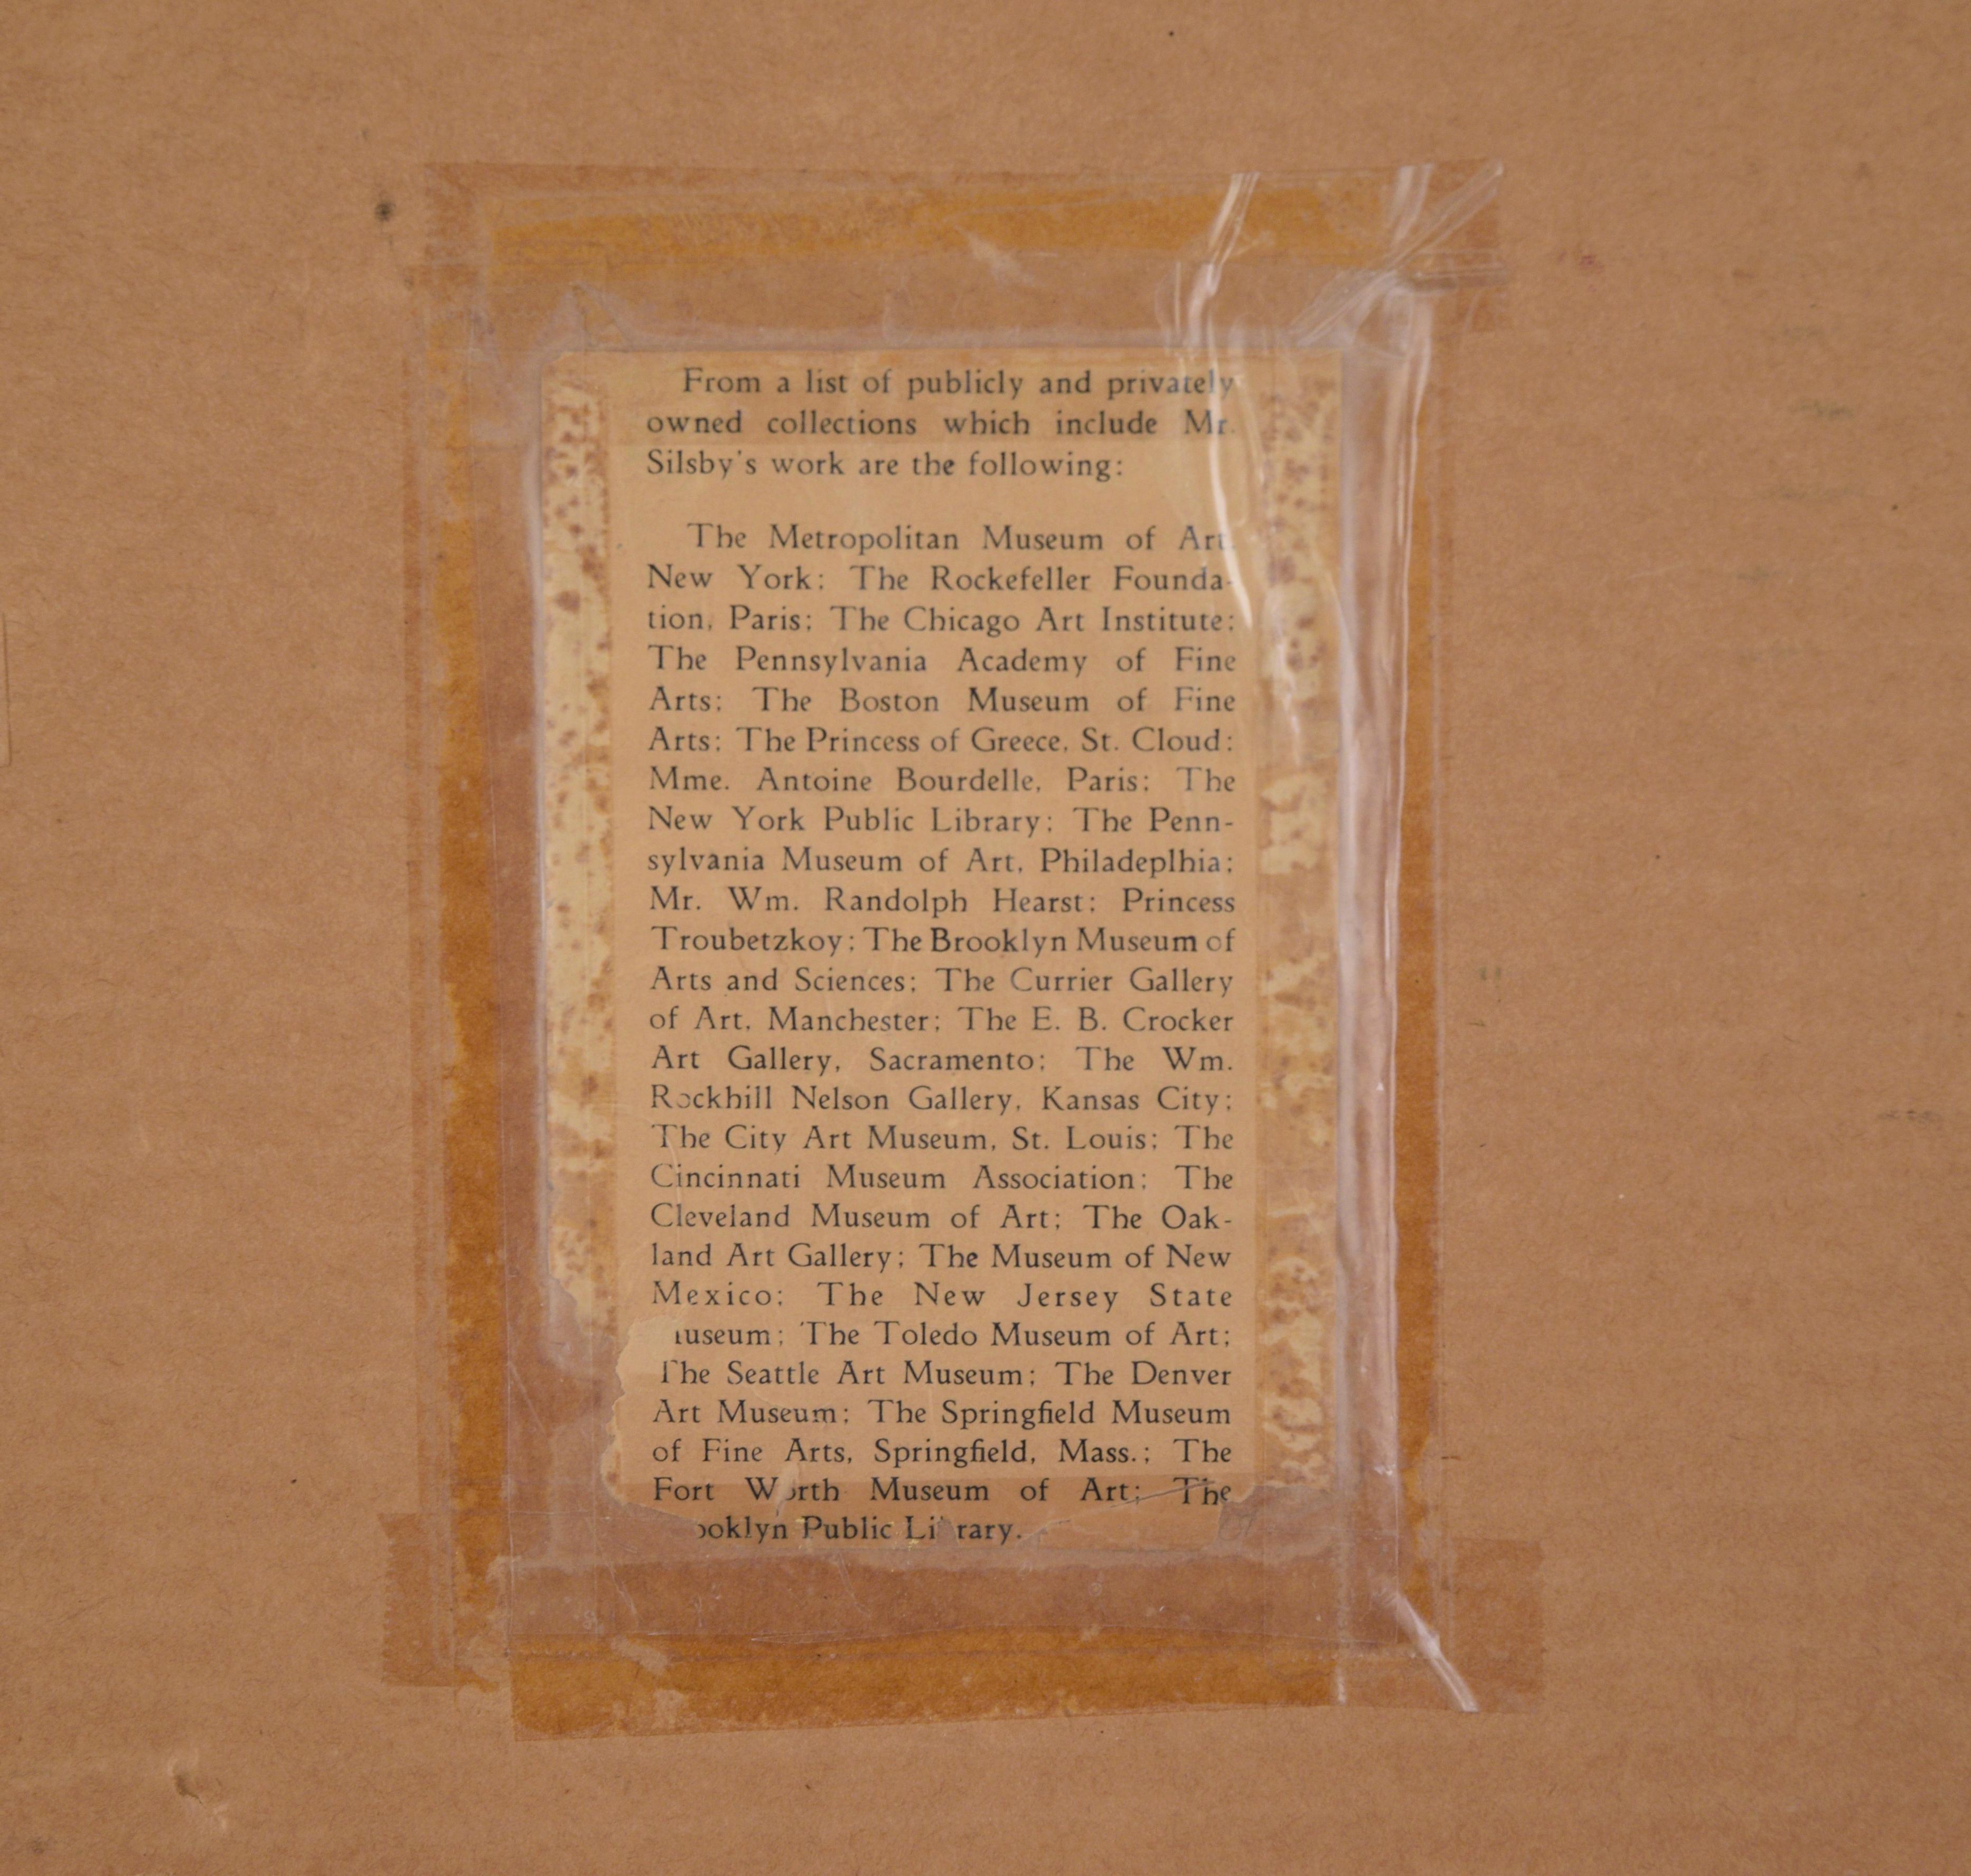 From a list of publicly and privately
owned collections which include Mr.
Silsby's work are the following:
The Metropolitan Museum of Art,
New York; The Rockefeller Founda-
tion, Paris; The Chicago Art Institute;
The Pennsylvania Academy of Fine
Arts; The Boston Museum of Fine
Arts; The Princess of Greece, St. Cloud;
Mme. Antoine Bourdelle, Paris; The
New York Public Library; The Penn-
sylvania Museum of Art, Philadeplhia;
Mr. Wm. Randolph Hearst; Princess
Troubetzkoy; The Brooklyn Museum of
Arts and Sciences; The Currier Gallery
of Art, Manchester; The E. B. Crocker
Art Gallery, Sacramento; The Wm.
Rockhill Nelson Gallery, Kansas City;
The City Art Museum, St. Louis; The
Cincinnati Museum Association; The
Cleveland Museum of Art; The Oak-
land Art Gallery; The Museum of New
Mexico; The New Jersey State
useum; The Toledo Museum of Art;
The Seattle Art Museum; The Denver
Art Museum; The Springfield Museum
of Fine Arts, Springfield, Mass.; The
Fort Worth Museum of Art; The
ooklyn Public Library.